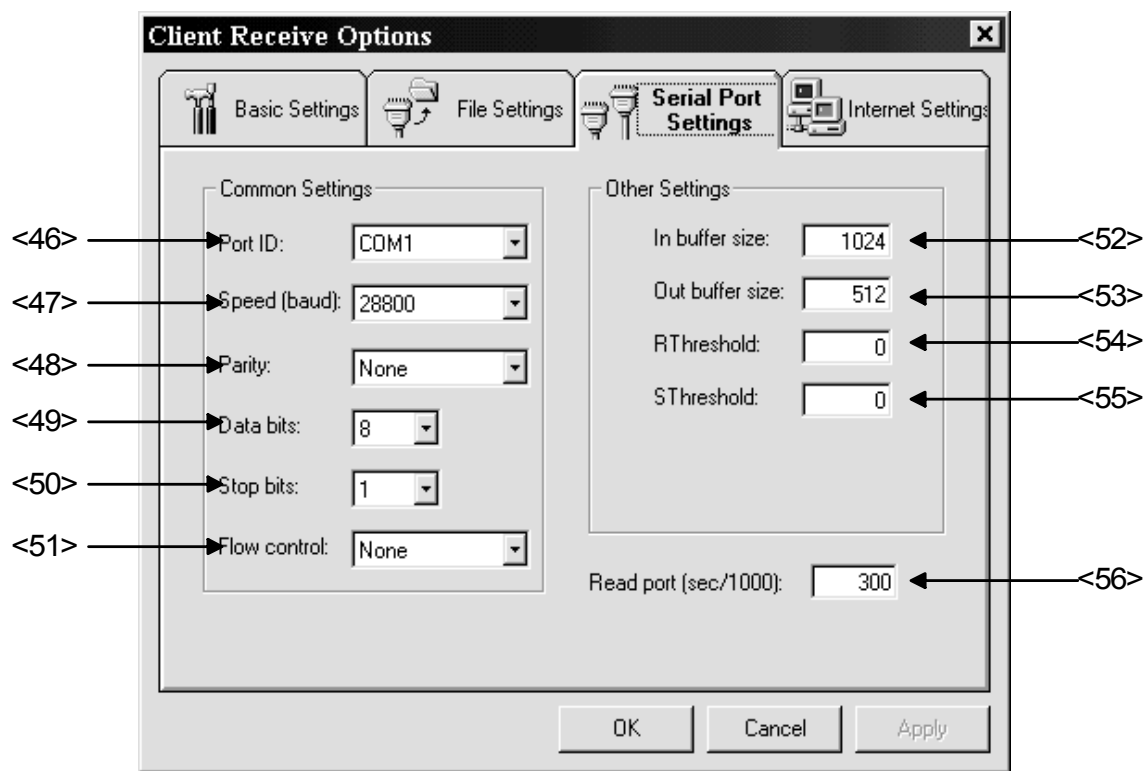 Client Receive Options
Basic Settings
File Settings
Serial Port
Settings
Internet Settings
Common Settings
<46> Port ID: COM1
<47> Speed (baud): 28800
<48> Parity: None
<49> Data bits: 8
<50> Stop bits: 1
<51> Flow control: None
Other Settings
In buffer size: 1024 <52>
Out buffer size: 512 <53>
RThreshold: 0 <54>
SThreshold: 0 <55>
Read port (sec/1000): 300 <56>
OK Cancel Apply